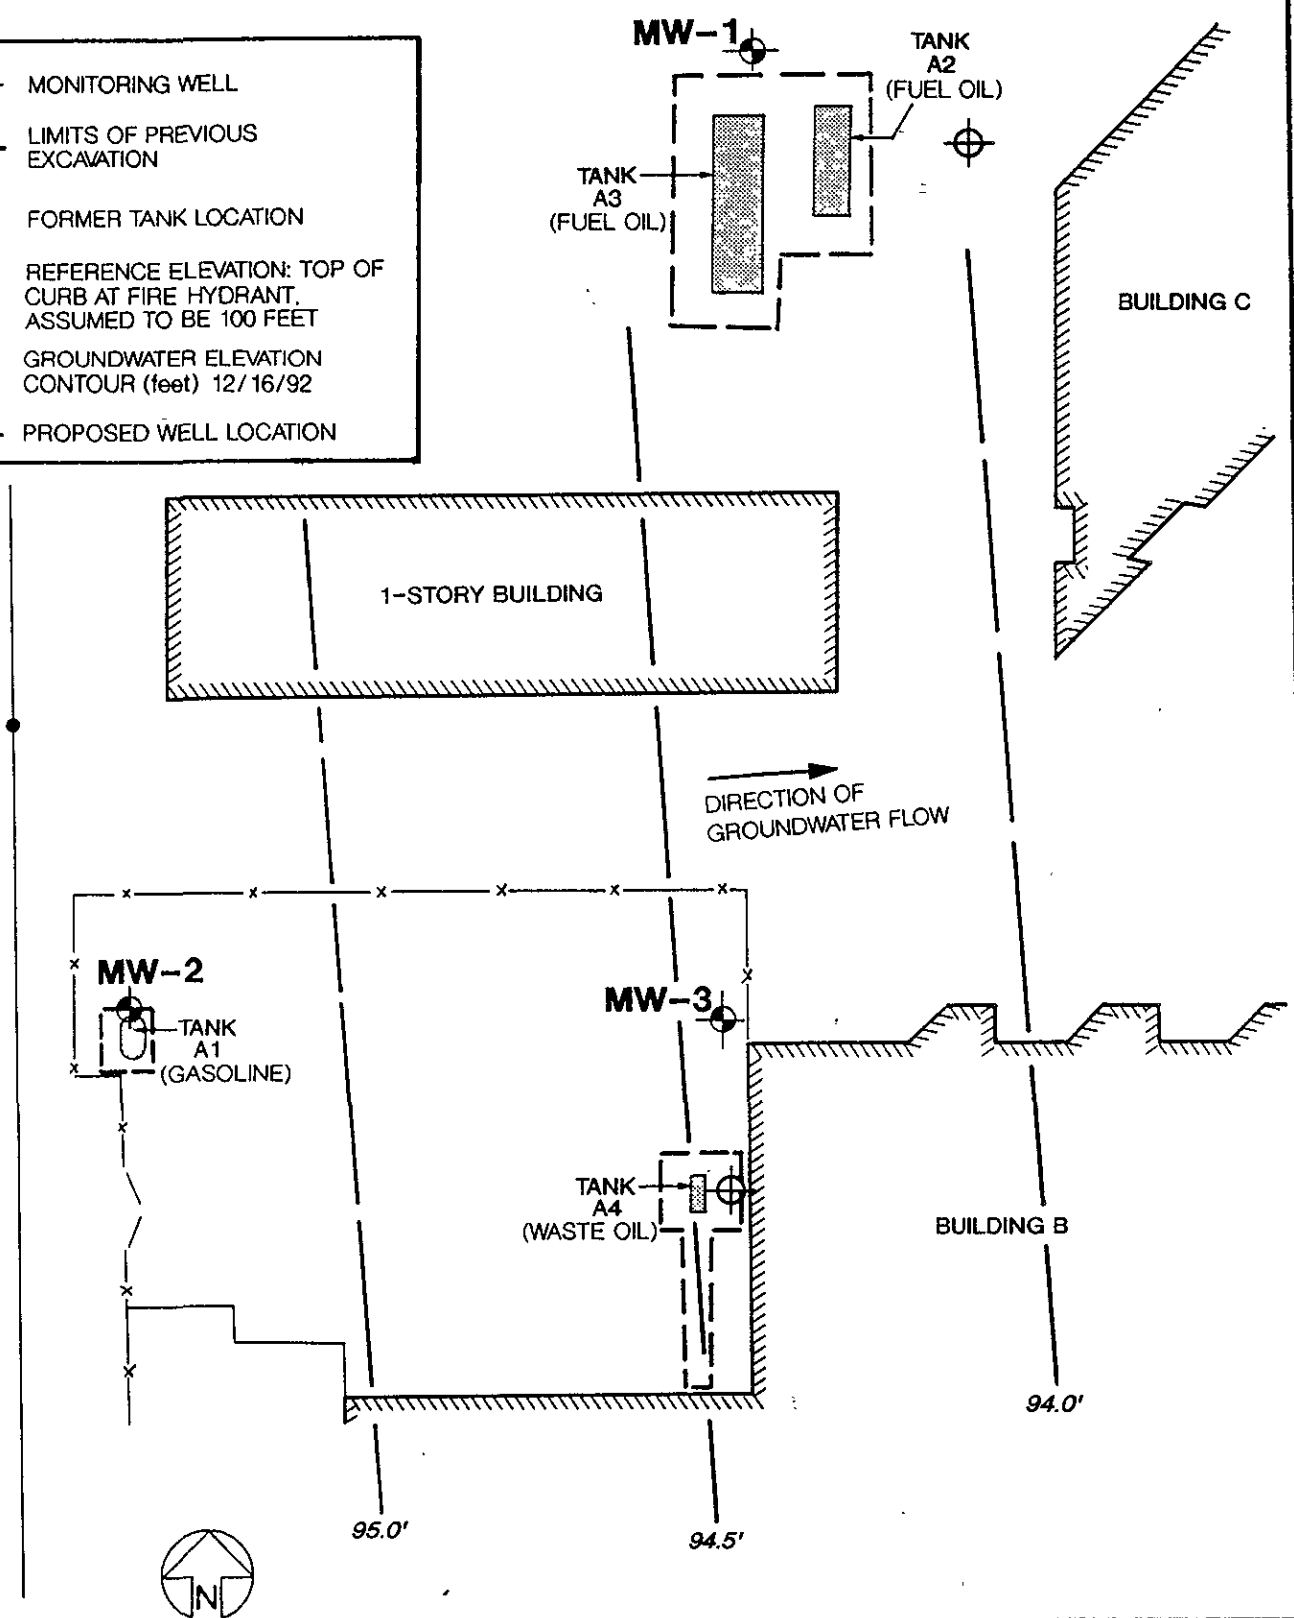 MONITORING WELL
LIMITS OF PREVIOUS
EXCAVATION
FORMER TANK LOCATION
REFERENCE ELEVATION: TOP OF
CURB AT FIRE HYDRANT,
ASSUMED TO BE 100 FEET
GROUNDWATER ELEVATION
CONTOUR (feet) 12/16/92
PROPOSED WELL LOCATION
MW-1
TANK
A2
(FUEL OIL)
TANK
A3
(FUEL OIL)
BUILDING C
1-STORY BUILDING
DIRECTION OF
GROUNDWATER FLOW
MW-2
TANK
A1
(GASOLINE)
MW-3
TANK
A4
(WASTE OIL)
BUILDING B
94.0'
95.0'
94.5'
N